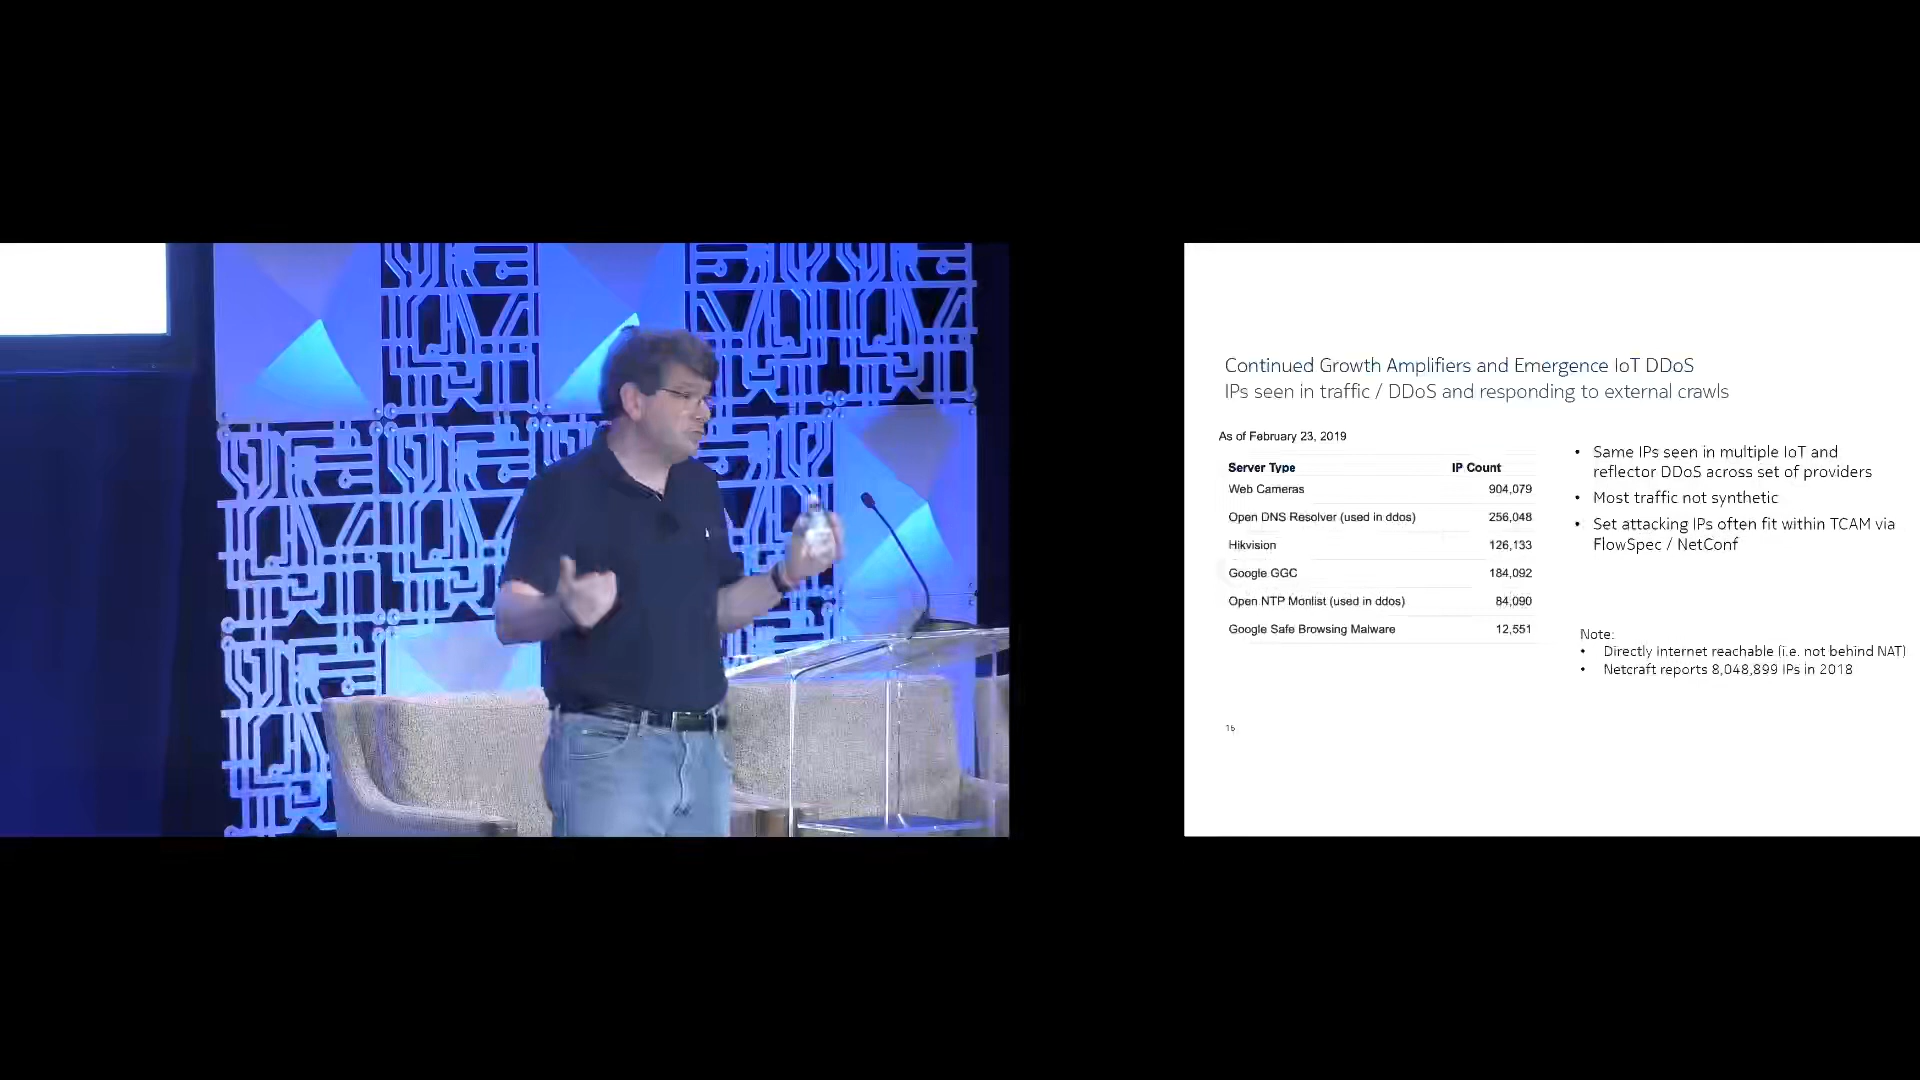 Continued Growth Amplifiers and Emergence IoT DDoS
IPs seen in traffic / DDoS and responding to external crawls
As of February 23, 2019
Server Type IP Count
Web Cameras 904,079
Open DNS Resolver (used in ddos) 256,048
Hikvision 126,133
Google GGC 184,092
Open NTP Monlist (used in ddos) 84,090
Google Safe Browsing Malware 12,551
• Same IPs seen in multiple IoT and
reflector DDoS across set of providers
• Most traffic not synthetic
• Set attacking IPs often fit within TCAM via
FlowSpec / NetConf
Note:
• Directly internet reachable (i.e. not behind NAT)
• Netcraft reports 8,048,899 IPs in 2018
15